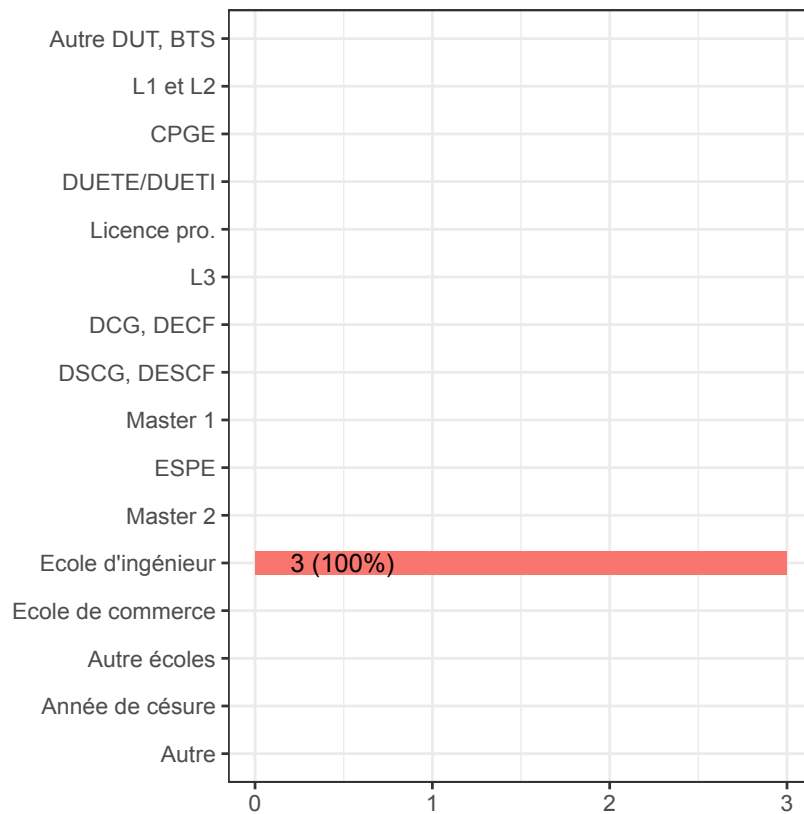 Autre DUT, BTS
L1 et L2
CPGE
DUETE/DUETI
Licence pro.
L3
DCG, DECF
DSCG, DESCF
Master 1
ESPE
Master 2
Ecole d'ingénieur
3 (100%)
Ecole de commerce
Autre écoles
Année de césure
Autre
0 1 2 3